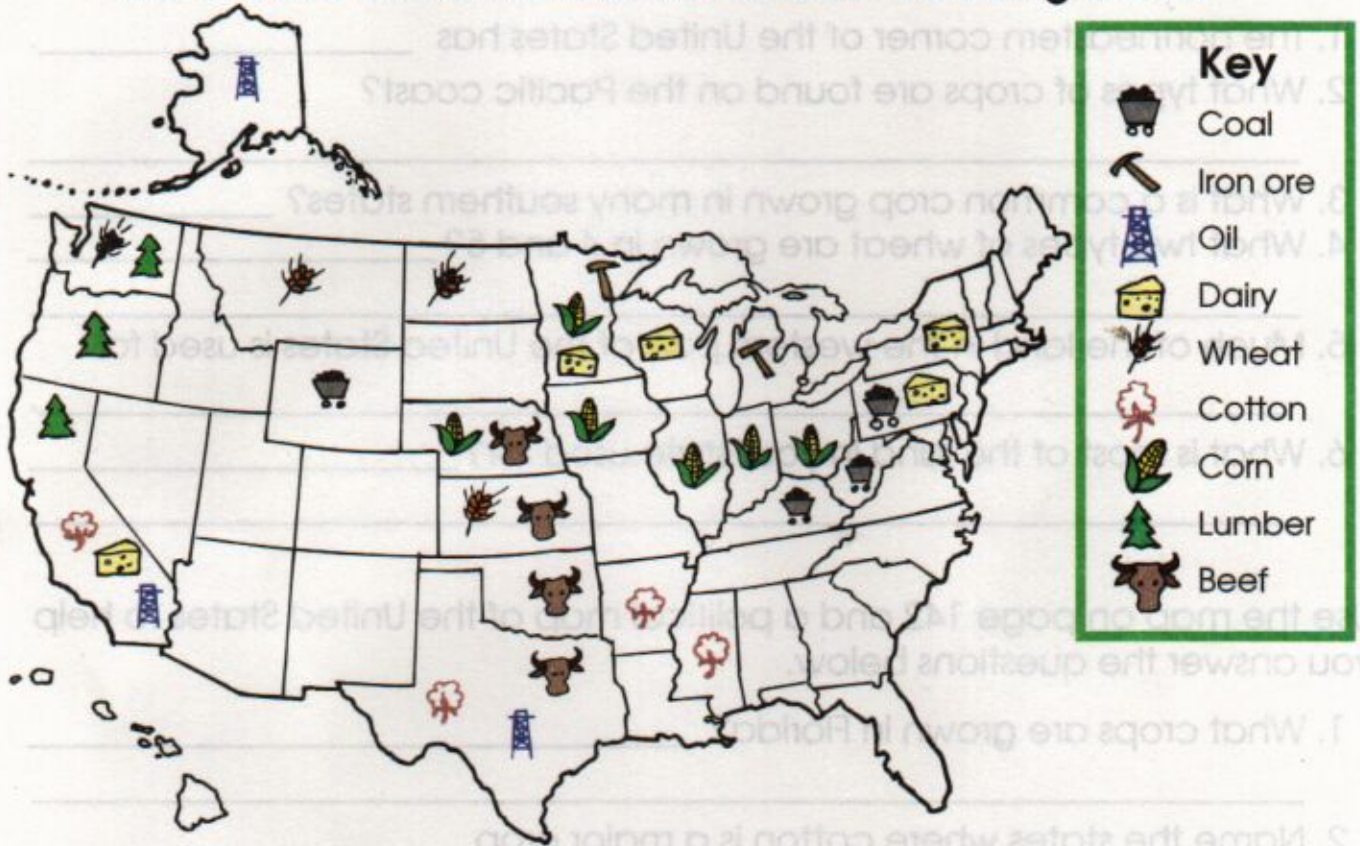 Key
Coal
Iron ore
Oil
Dairy
Wheat
Cotton
Corn
Lumber
Beef
1. The northeastern corner of the United States has
2. What types of crops are found on the Pacific coast?
3. What is a common crop grown in many southern states?
4. What two types of wheat are grown in
5. Much of the land the western of the United States is used for
6. What is most of the land used
use the map on page 142 and a political map of the United States to help
you answer the questions below.
1. What crops are grown in Florida?
2. Name the states where cotton is a major crop